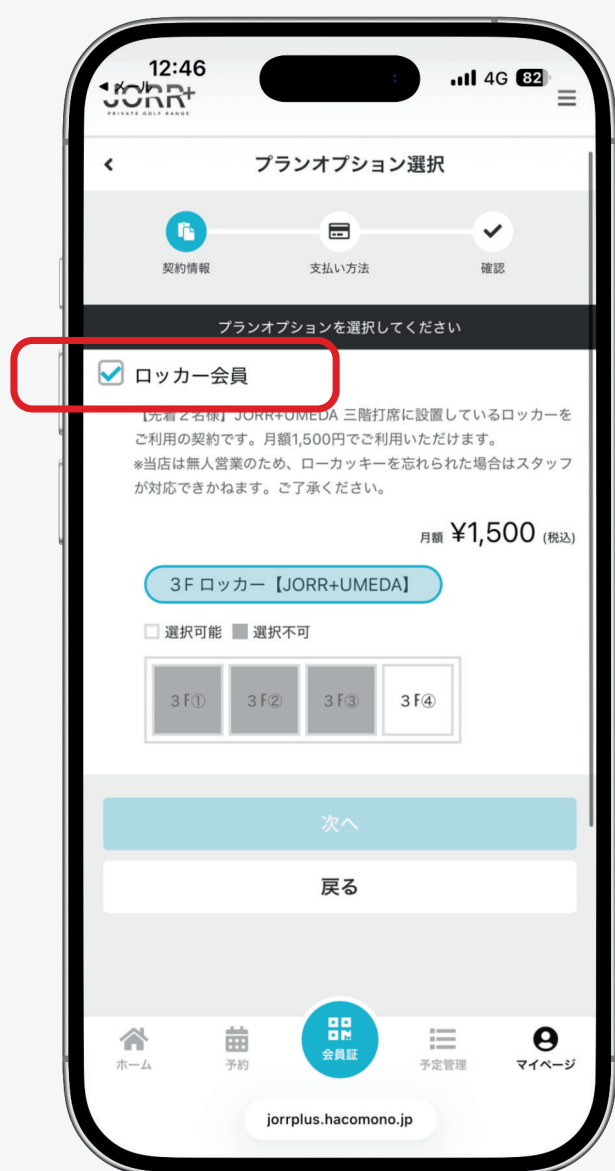 12:46
4G 82
◀メール
JORR+
PRIVATE GOLF RANGE
プランオプション選択
契約情報
支払い方法
確認
プランオプションを選択してください
ロッカー会員
【先着2名様】JORR+UMEDA 三階打席に設置しているロッカーを
ご利用の契約です。月額1,500円でご利用いただけます。
※当店は無人営業のため、ローカッキーを忘れられた場合はスタッフ
が対応できかねます。ご了承ください。
月額 ¥1,500 (税込)
3F ロッカー【JORR+UMEDA】
選択可能 選択不可
3F① 3F② 3F③ 3F④
次へ
戻る
ホーム
予約
会員証
予定管理
マイページ
jorrplus.hacomono.jp